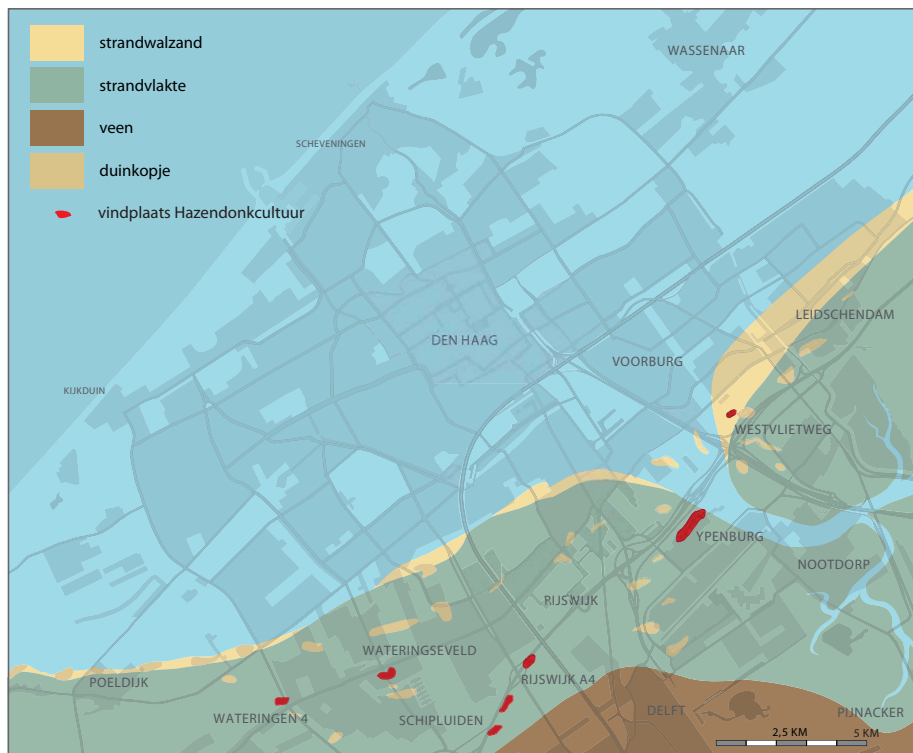 strandwalzand
strandvlakte
veen
duinkopje
vindplaats Hazendonkcultuur
WASSENAAR
SCHEVENINGEN
LEIDSCHENDAM
DEN HAAG
VOORBURG
KIJKDUIN
WESTVLIETWEG
YPENBURG
NOOTDORP
RIJSWIJK
WATERINGSEVELD
RIJSWIJK A4
POELDIJK
DELFT
PIJNACKER
WATERINGEN 4
SCHIPLUIDEN
2,5 KM 5 KM